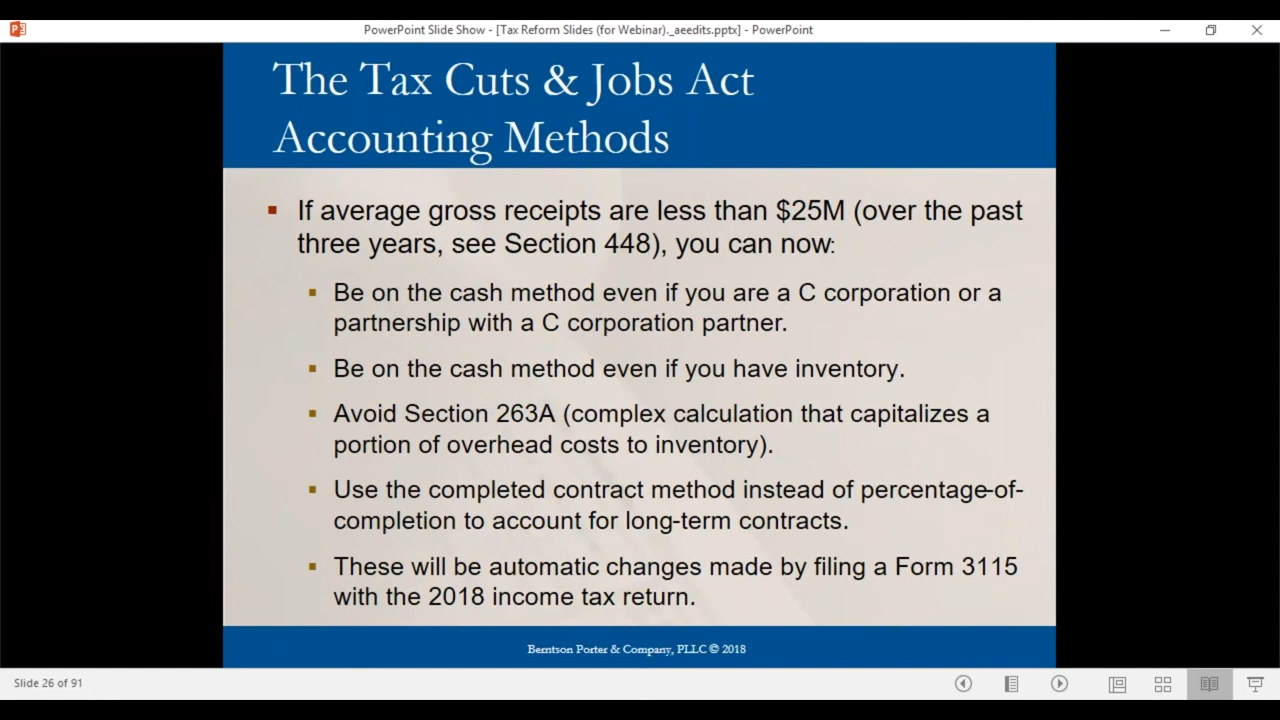 PowerPoint Slide Show - [Tax Reform Slides (for Webinar)._aeedits.pptx] - PowerPoint
The Tax Cuts & Jobs Act
Accounting Methods
If average gross receipts are less than $25M (over the past
three years, see Section 448), you can now:
Be on the cash method even if you are a C corporation or a
partnership with a C corporation partner.
Be on the cash method even if you have inventory.
Avoid Section 263A (complex calculation that capitalizes a
portion of overhead costs to inventory).
Use the completed contract method instead of percentage-of-
completion to account for long-term contracts.
These will be automatic changes made by filing a Form 3115
with the 2018 income tax return.
Berntson Porter & Company, PLLC © 2018
Slide 26 of 91